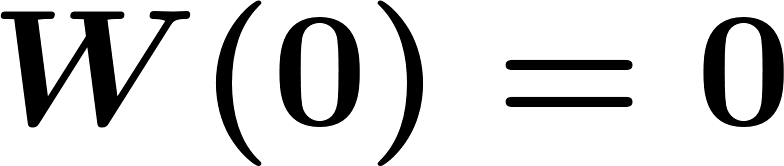 W(0) = 0